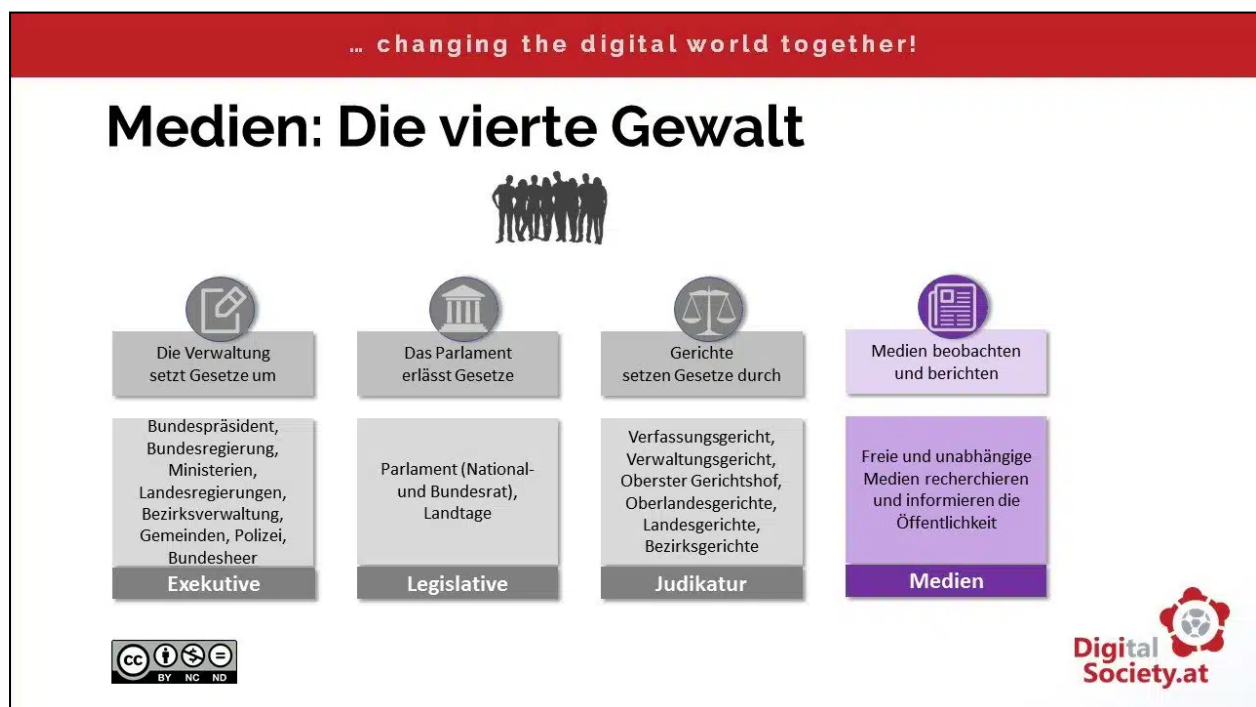 … changing the digital world together!
Medien: Die vierte Gewalt
Die Verwaltung
setzt Gesetze um
Das Parlament
erlässt Gesetze
Gerichte
setzen Gesetze durch
Medien beobachten
und berichten
Bundespräsident,
Bundesregierung,
Ministerien,
Landesregierungen,
Bezirksverwaltung,
Gemeinden, Polizei,
Bundesheer
Parlament (National-
und Bundesrat),
Landtage
Verfassungsgericht,
Verwaltungsgericht,
Oberster Gerichtshof,
Oberlandesgerichte,
Landesgerichte,
Bezirksgerichte
Freie und unabhängige
Medien recherchieren
und informieren die
Öffentlichkeit
Exekutive
Legislative
Judikatur
Medien
cc
BY NC ND
Digital
Society.at